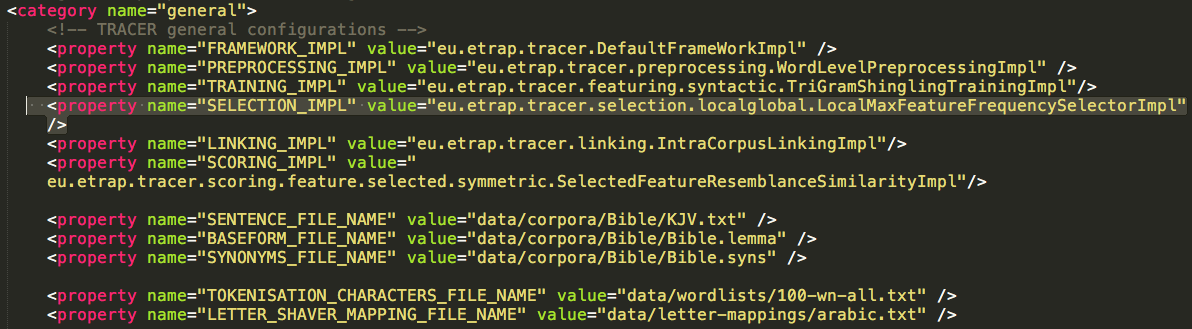 <category name="general">
<!-- TRACER general configurations -->
<property name="FRAMEWORK_IMPL" value="eu.etrap.tracer.DefaultFrameWorkImpl" />
<property name="PREPROCESSING_IMPL" value="eu.etrap.tracer.preprocessing.WordLevelPreprocessingImpl" />
<property name="TRAINING_IMPL" value="eu.etrap.tracer.featuring.syntactic.TriGramShinglingTrainingImpl"/>
<property name="SELECTION_IMPL" value="eu.etrap.tracer.selection.localglobal.LocalMaxFeatureFrequencySelectorImpl"
/>
<property name="LINKING_IMPL" value="eu.etrap.tracer.linking.IntraCorpusLinkingImpl"/>
<property name="SCORING_IMPL" value="
eu.etrap.tracer.scoring.feature.selected.symmetric.SelectedFeatureResemblanceSimilarityImpl"/>
<property name="SENTENCE_FILE_NAME" value="data/corpora/Bible/KJV.txt" />
<property name="BASEFORM_FILE_NAME" value="data/corpora/Bible/Bible.lemma" />
<property name="SYNONYMS_FILE_NAME" value="data/corpora/Bible/Bible.syns" />
<property name="TOKENISATION_CHARACTERS_FILE_NAME" value="data/wordlists/100-wn-all.txt" />
<property name="LETTER_SHAVER_MAPPING_FILE_NAME" value="data/letter-mappings/arabic.txt" />